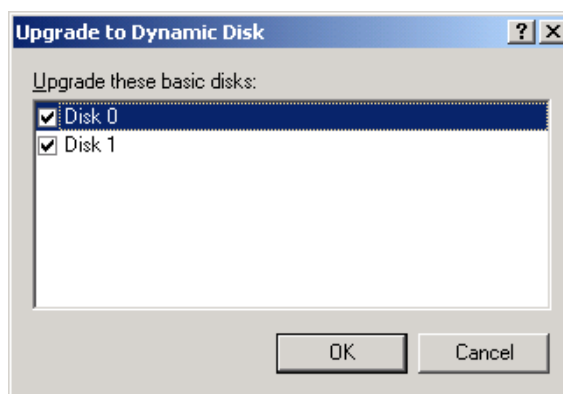 Upgrade to Dynamic Disk
Upgrade these basic disks:
Disk 0
Disk 1
OK Cancel